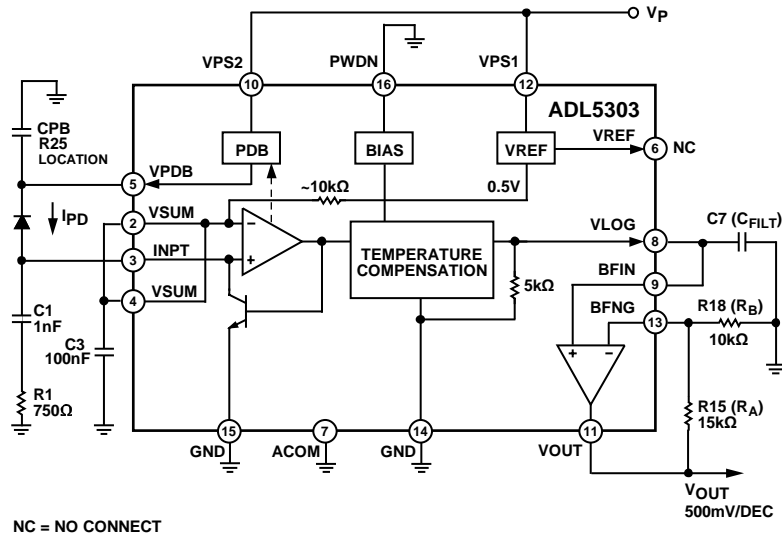 V_P
VPS2
PWDN
VPS1
10
16
12
ADL5303
CPB
R25
LOCATION
PDB
BIAS
VREF
VREF
6
NC
5
VPDB
~10kΩ
0.5V
I_PD
2
VSUM
−
VLOG
8
C7 (C_FILT)
3
INPT
+
TEMPERATURE
COMPENSATION
BFIN
9
4
VSUM
5kΩ
BFNG
13
R18 (R_B)
10kΩ
C1
1nF
C3
100nF
+
−
R1
750Ω
R15 (R_A)
15kΩ
15
7
14
11
GND
ACOM
GND
VOUT
V_OUT
500mV/DEC
NC = NO CONNECT